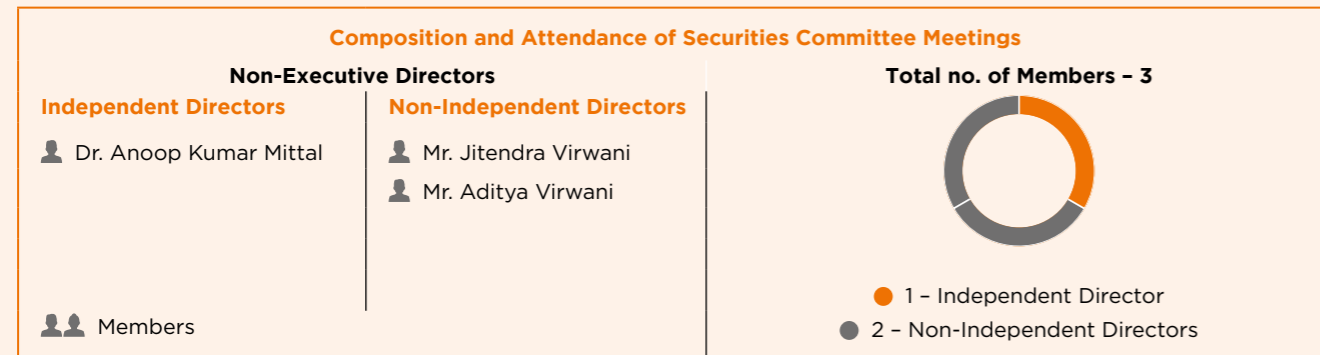 Composition and Attendance of Securities Committee Meetings
Non-Executive Directors
Independent Directors
Dr. Anoop Kumar Mittal
Non-Independent Directors
Mr. Jitendra Virwani
Mr. Aditya Virwani
Members
Total no. of Members – 3
1 – Independent Director
2 – Non-Independent Directors